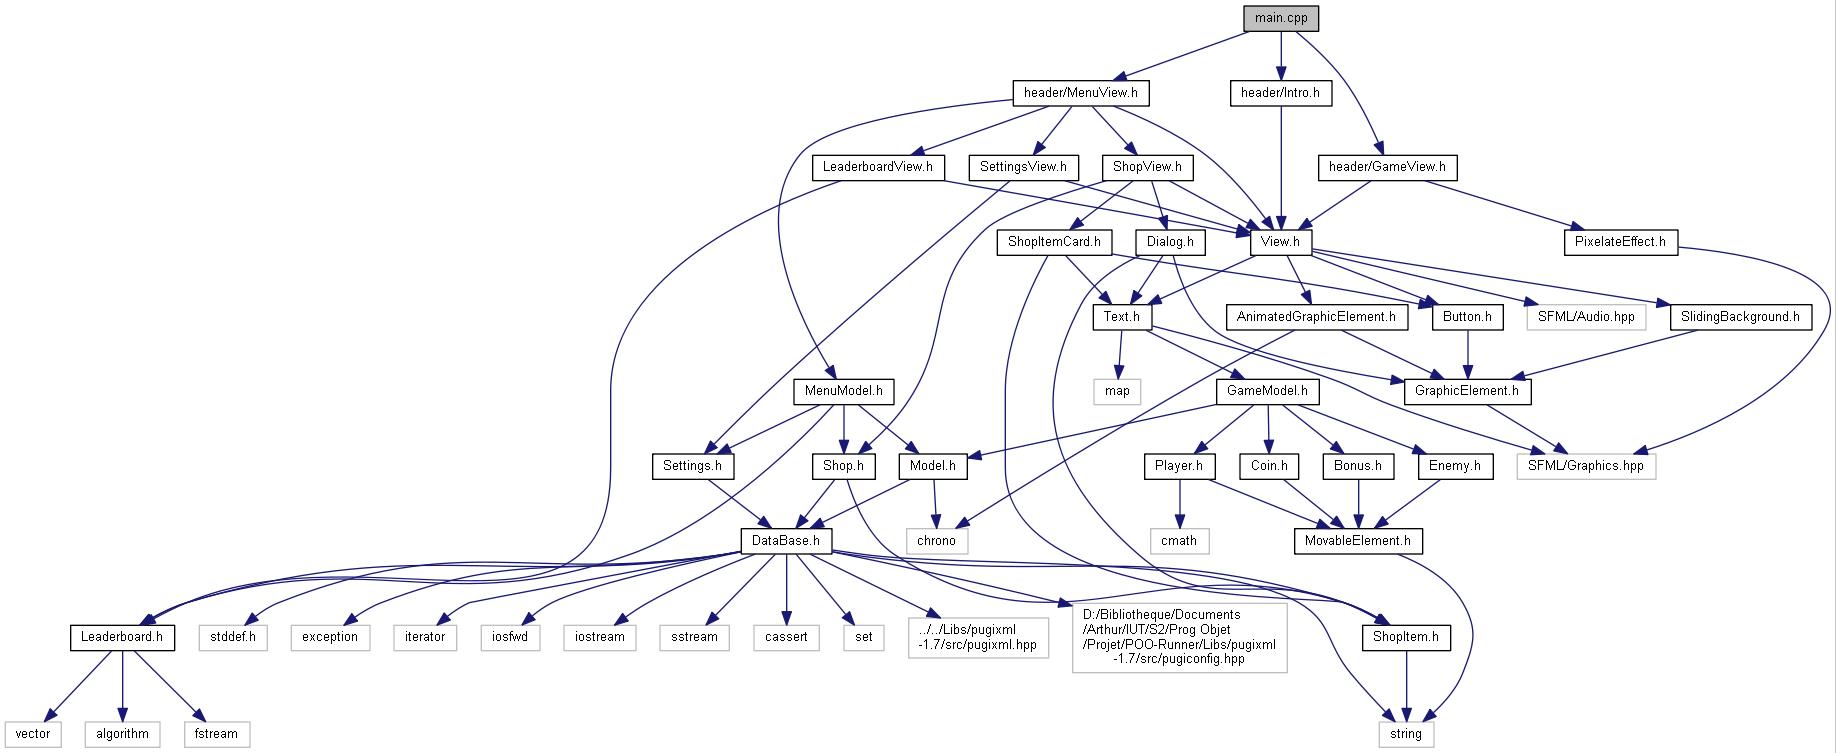 main.cpp
header/MenuView.h
header/Intro.h
LeaderboardView.h
SettingsView.h
ShopView.h
header/GameView.h
ShopItemCard.h
Dialog.h
View.h
PixelateEffect.h
Text.h
AnimatedGraphicElement.h
Button.h
SFML/Audio.hpp
SlidingBackground.h
MenuModel.h
map
GameModel.h
GraphicElement.h
Settings.h
Shop.h
Model.h
Player.h
Coin.h
Bonus.h
Enemy.h
SFML/Graphics.hpp
DataBase.h
chrono
cmath
MovableElement.h
Leaderboard.h
stddef.h
exception
iterator
iosfwd
iostream
sstream
cassert
set
../../Libs/pugixml
-1.7/src/pugixml.hpp
D:/Bibliotheque/Documents
/Arthur/IUT/S2/Prog Objet
/Projet/POO-Runner/Libs/pugixml
-1.7/src/pugiconfig.hpp
ShopItem.h
vector
algorithm
fstream
string